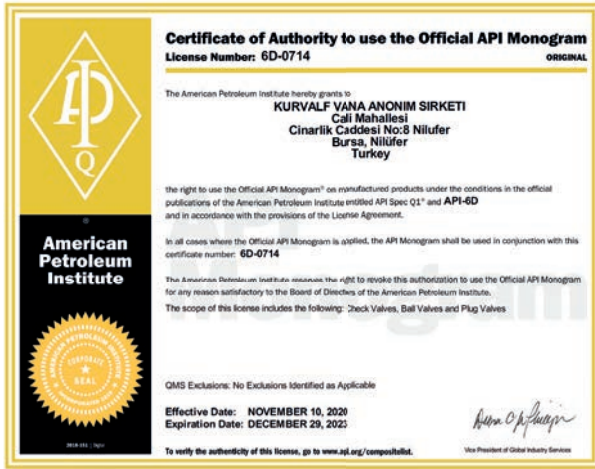 Certificate of Authority to use the Official API Monogram
License Number: 6D-0714
ORIGINAL
The American Petroleum Institute hereby grants to
KURVALF VANA ANONIM SIRKETI
Cali Mahallesi
Cinarlik Caddesi No:8 Nilufer
Bursa, Nilüfer
Turkey
the right to use the Official API Monogram® on manufactured products under the conditions in the official
publications of the American Petroleum Institute entitled API Spec Q1® and API-6D
and in accordance with the provisions of the License Agreement.
In all cases where the Official API Monogram is applied, the API Monogram shall be used in conjunction with this
certificate number: 6D-0714
The American Petroleum Institute reserves the right to revoke this authorization to use the Official API Monogram
for any reason satisfactory to the Board of Directors of the American Petroleum Institute.
The scope of this license includes the following: Check Valves, Ball Valves and Plug Valves
QMS Exclusions: No Exclusions Identified as Applicable
Effective Date: NOVEMBER 10, 2020
Expiration Date: DECEMBER 29, 2023
To verify the authenticity of this license, go to www.api.org/compositelist.
Vice President of Global Industry Services
API
Q
American
Petroleum
Institute
AMERICAN PETROLEUM INSTITUTE
CORPORATE
SEAL
API
Monogram